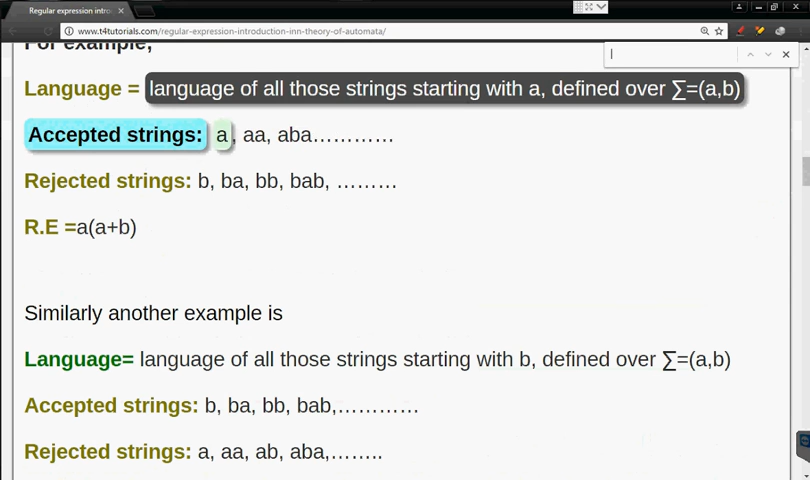 Regular expression intro
www.t4tutorials.com/regular-expression-introduction-inn-theory-of-automata/
For example,
Language = language of all those strings starting with a, defined over ∑=(a,b)
Accepted strings: a, aa, aba…………
Rejected strings: b, ba, bb, bab, ………
R.E =a(a+b)
Similarly another example is
Language= language of all those strings starting with b, defined over ∑=(a,b)
Accepted strings: b, ba, bb, bab,…………
Rejected strings: a, aa, ab, aba,……..